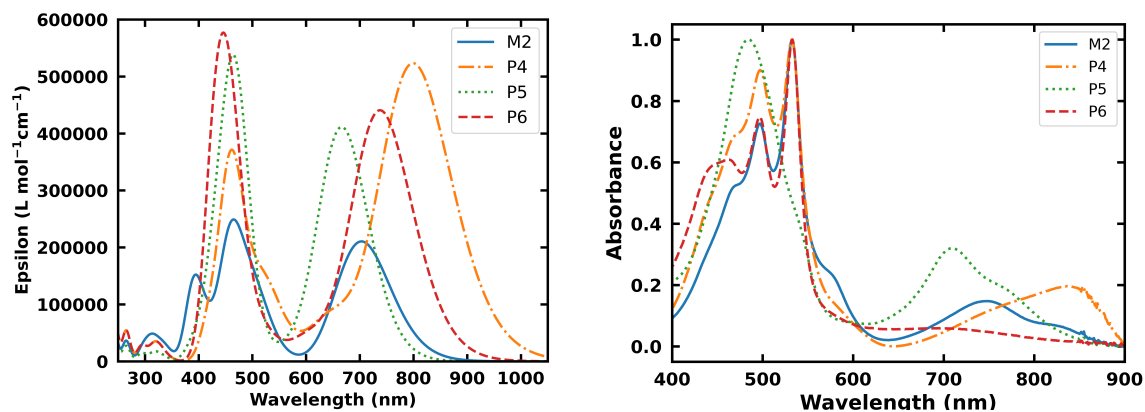 600000
500000
400000
300000
200000
100000
0
Epsilon (L mol⁻¹cm⁻¹)
300 400 500 600 700 800 900 1000
Wavelength (nm)
M2
P4
P5
P6
1.0
0.8
0.6
0.4
0.2
0.0
Absorbance
400 500 600 700 800 900
Wavelength (nm)
M2
P4
P5
P6